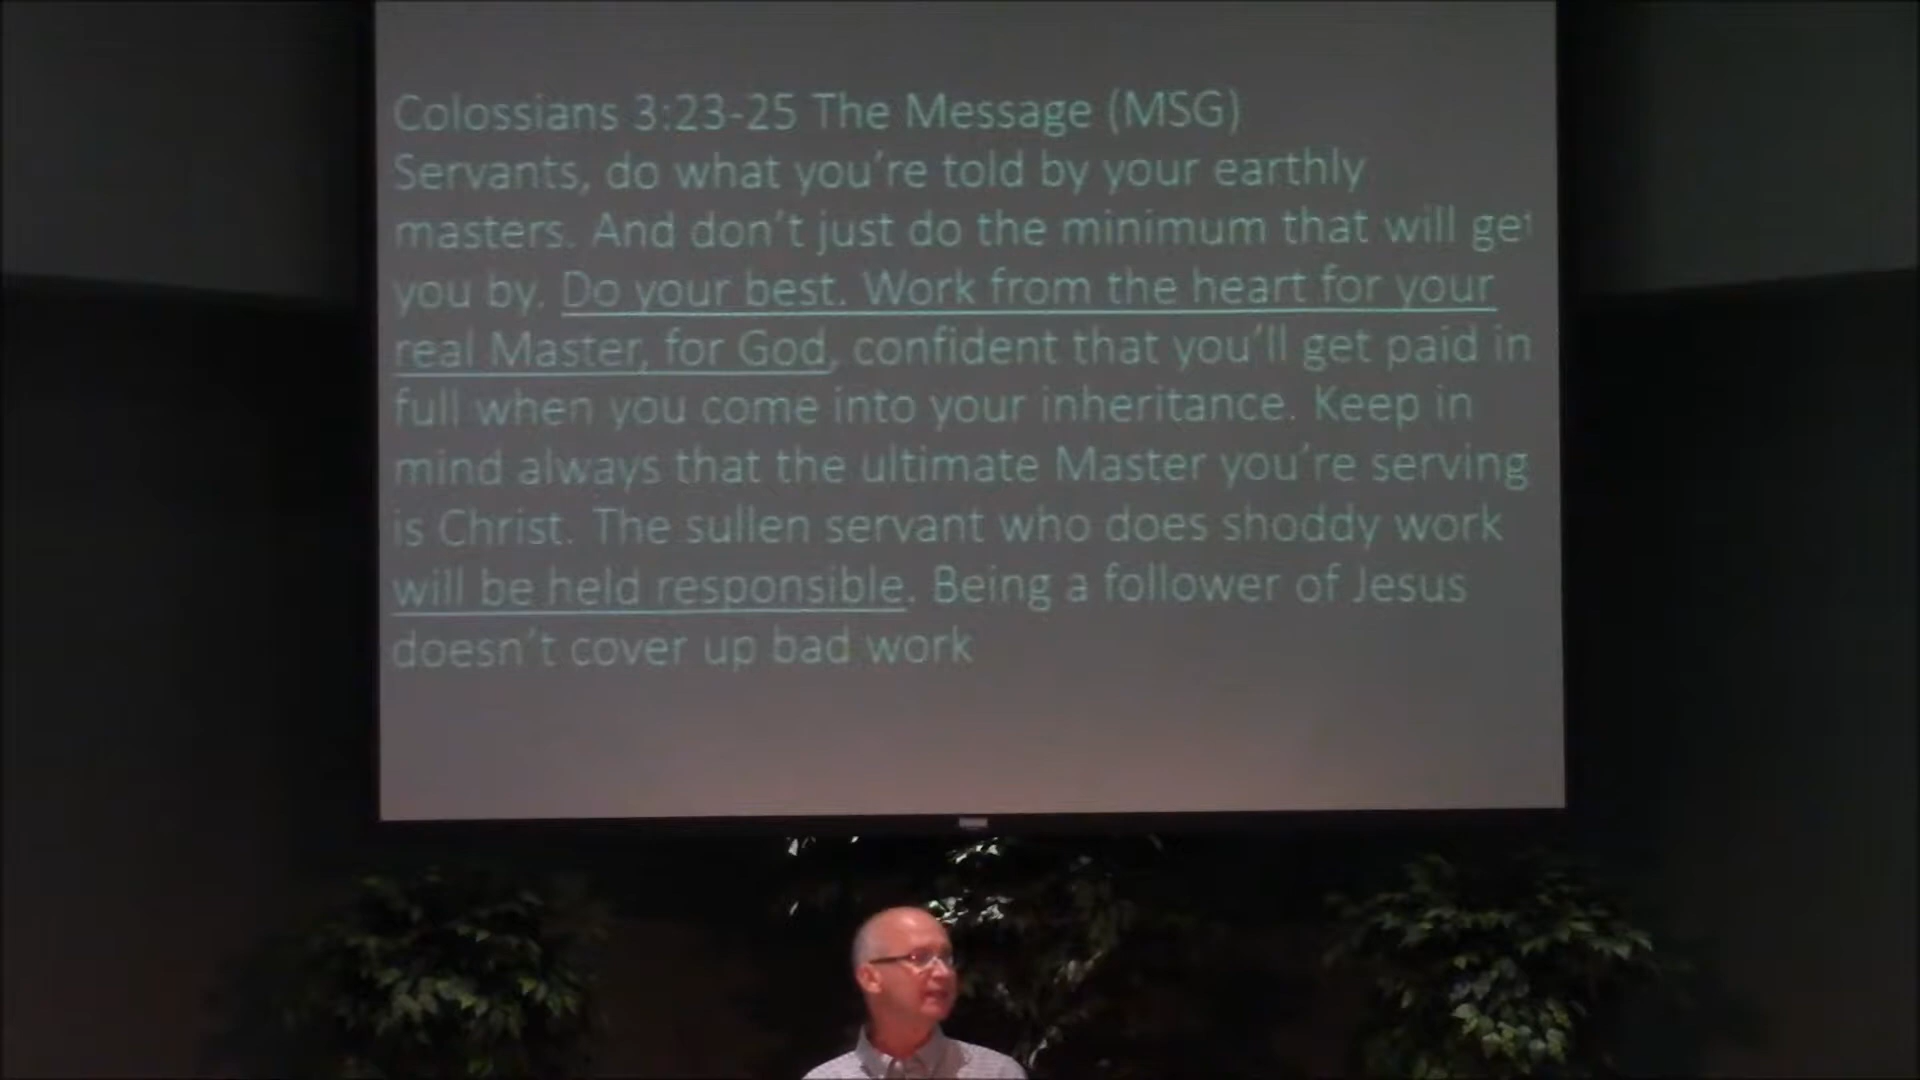 Colossians 3:23-25 The Message (MSG)
Servants, do what you're told by your earthly
masters. And don't just do the minimum that will get
you by. Do your best. Work from the heart for your
real Master, for God, confident that you'll get paid in
full when you come into your inheritance. Keep in
mind always that the ultimate Master you're serving
is Christ. The sullen servant who does shoddy work
will be held responsible. Being a follower of Jesus
doesn't cover up bad work